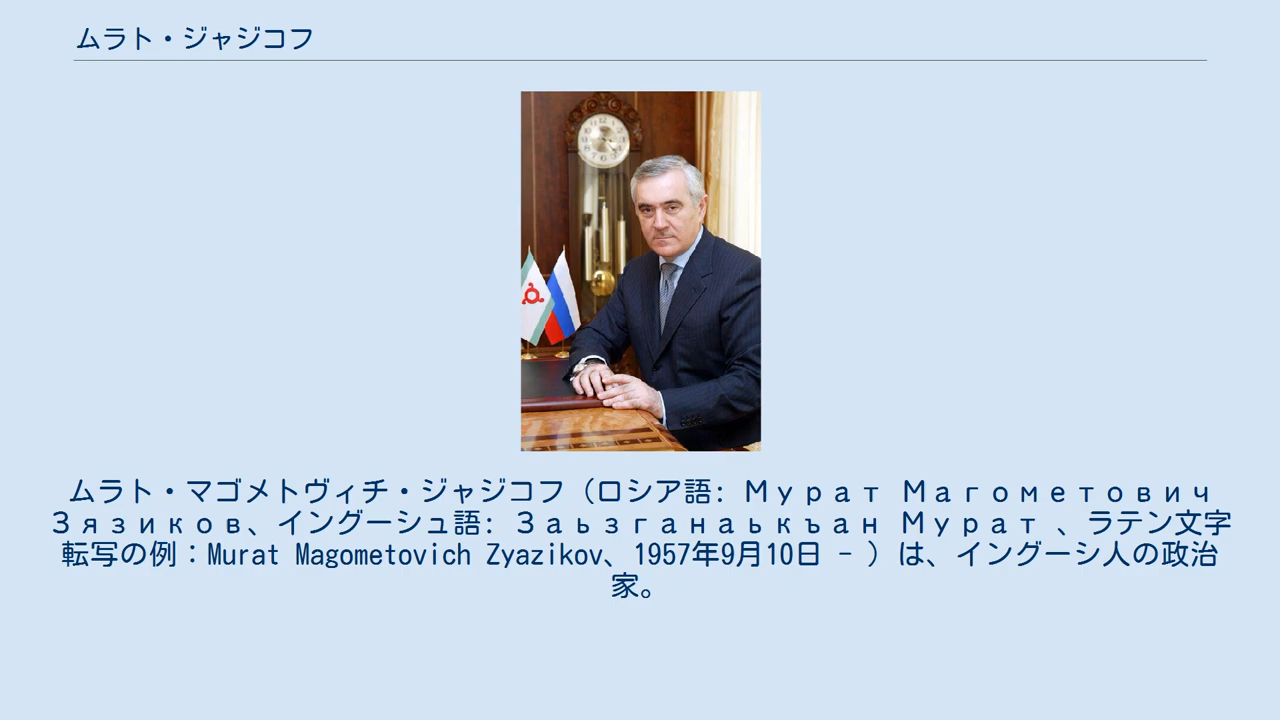 ムラト・ジャジコフ
ムラト・マゴメトヴィチ・ジャジコフ（ロシア語: Мурат Магометович
Зязиков、イングーシュ語: Заьзганаькъан Мурат 、ラテン文字
転写の例：Murat Magometovich Zyazikov、1957年9月10日 - ）は、イングーシ人の政治
家。